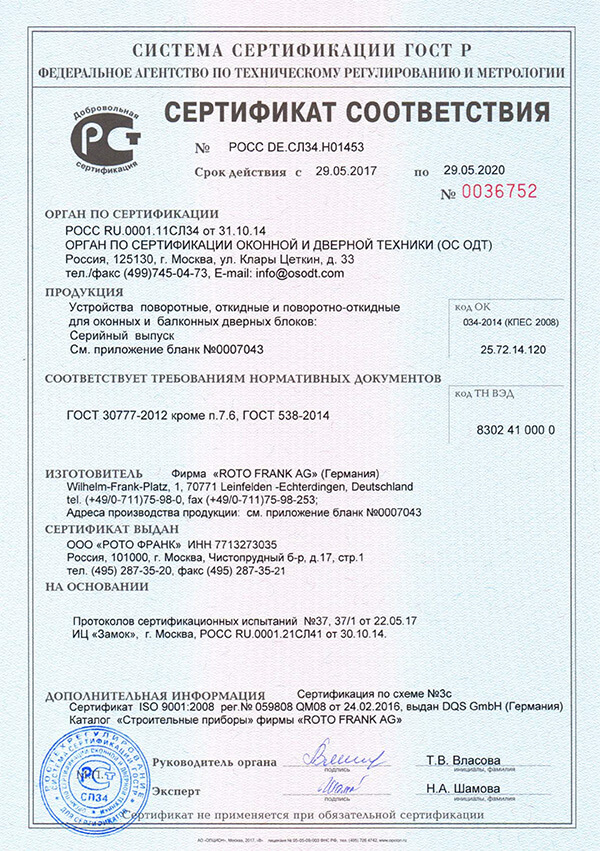 СИСТЕМА СЕРТИФИКАЦИИ ГОСТ Р
ФЕДЕРАЛЬНОЕ АГЕНТСТВО ПО ТЕХНИЧЕСКОМУ РЕГУЛИРОВАНИЮ И МЕТРОЛОГИИ
Добровольная
сертификация
СЕРТИФИКАТ СООТВЕТСТВИЯ
№ РОСС DE.СЛ34.Н01453
Срок действия с 29.05.2017 по 29.05.2020
№ 0036752
ОРГАН ПО СЕРТИФИКАЦИИ
РОСС RU.0001.11СЛ34 от 31.10.14
ОРГАН ПО СЕРТИФИКАЦИИ ОКОННОЙ И ДВЕРНОЙ ТЕХНИКИ (ОС ОДТ)
Россия, 125130, г. Москва, ул. Клары Цеткин, д. 33
тел./факс (499)745-04-73, E-mail: info@osodt.com
ПРОДУКЦИЯ
Устройства поворотные, откидные и поворотно-откидные
для оконных и балконных дверных блоков:
Серийный выпуск
См. приложение бланк №0007043
код ОК
034-2014 (КПЕС 2008)
25.72.14.120
СООТВЕТСТВУЕТ ТРЕБОВАНИЯМ НОРМАТИВНЫХ ДОКУМЕНТОВ
ГОСТ 30777-2012 кроме п.7.6, ГОСТ 538-2014
код ТН ВЭД
8302 41 000 0
ИЗГОТОВИТЕЛЬ Фирма «ROTO FRANK AG» (Германия)
Wilhelm-Frank-Platz, 1, 70771 Leinfelden -Echterdingen, Deutschland
tel. (+49/0-711)75-98-0, fax (+49/0-711)75-98-253;
Адреса производства продукции: см. приложение бланк №0007043
СЕРТИФИКАТ ВЫДАН
ООО «РОТО ФРАНК» ИНН 7713273035
Россия, 101000, г. Москва, Чистопрудный б-р, д.17, стр.1
тел. (495) 287-35-20, факс (495) 287-35-21
НА ОСНОВАНИИ
Протоколов сертификационных испытаний №37, 37/1 от 22.05.17
ИЦ «Замок», г. Москва, РОСС RU.0001.21СЛ41 от 30.10.14.
ДОПОЛНИТЕЛЬНАЯ ИНФОРМАЦИЯ Сертификация по схеме №3с
Сертификат ISO 9001:2008 рег.№ 059808 QM08 от 24.02.2016, выдан DQS GmbH (Германия)
Каталог «Строительные приборы» фирмы «ROTO FRANK AG»
Руководитель органа Т.В. Власова
подпись инициалы, фамилия
Эксперт Н.А. Шамова
подпись инициалы, фамилия
СЛ34
Сертификат не применяется при обязательной сертификации